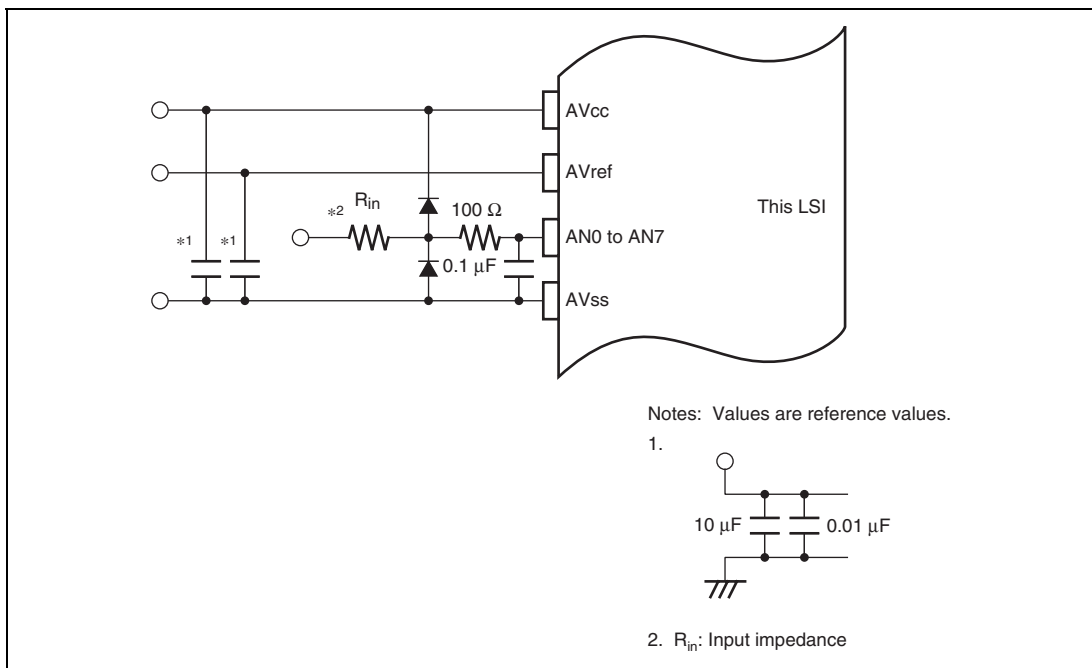 AVcc
AVref
*2 Rin
100 Ω
This LSI
AN0 to AN7
*1 *1
0.1 μF
AVss
Notes: Values are reference values.
1.
10 μF
0.01 μF
2. Rin: Input impedance